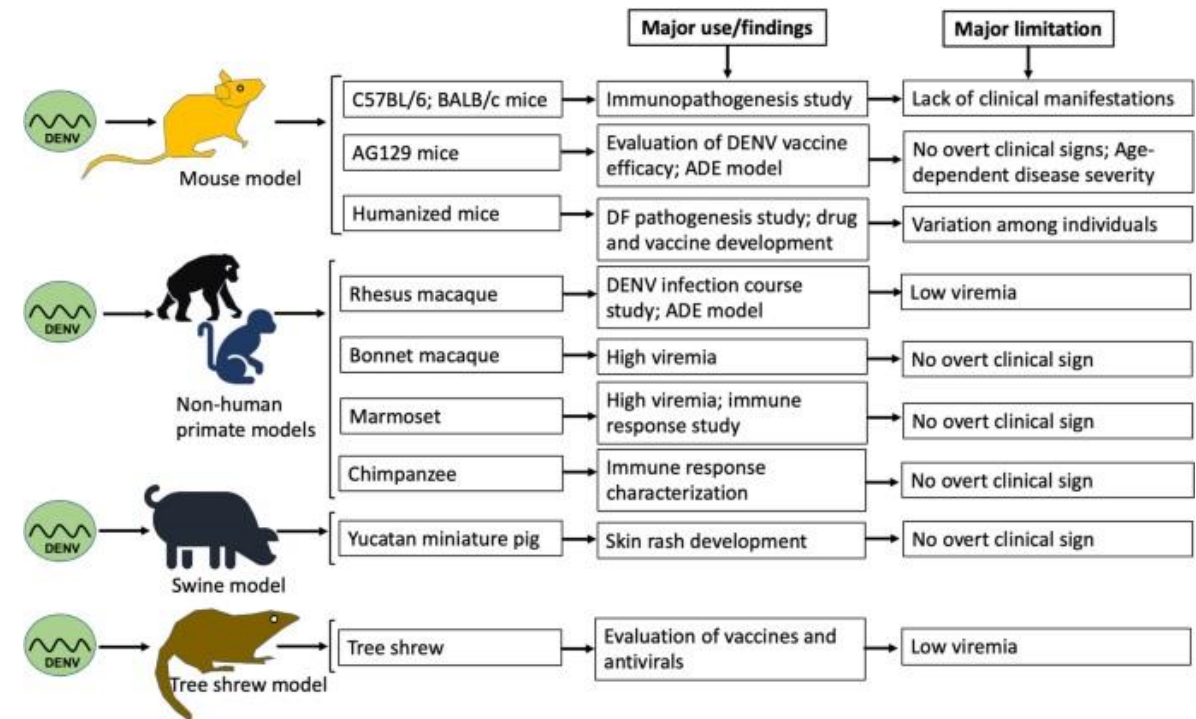 Major use/findings
Major limitation
DENV
Mouse model
C57BL/6; BALB/c mice
Immunopathogenesis study
Lack of clinical manifestations
AG129 mice
Evaluation of DENV vaccine
efficacy; ADE model
No overt clinical signs; Age-
dependent disease severity
Humanized mice
DF pathogenesis study; drug
and vaccine development
Variation among individuals
DENV
Non-human
primate models
Rhesus macaque
DENV infection course
study; ADE model
Low viremia
Bonnet macaque
High viremia
No overt clinical sign
Marmoset
High viremia; immune
response study
No overt clinical sign
Chimpanzee
Immune response
characterization
No overt clinical sign
DENV
Swine model
Yucatan miniature pig
Skin rash development
No overt clinical sign
DENV
Tree shrew model
Tree shrew
Evaluation of vaccines and
antivirals
Low viremia